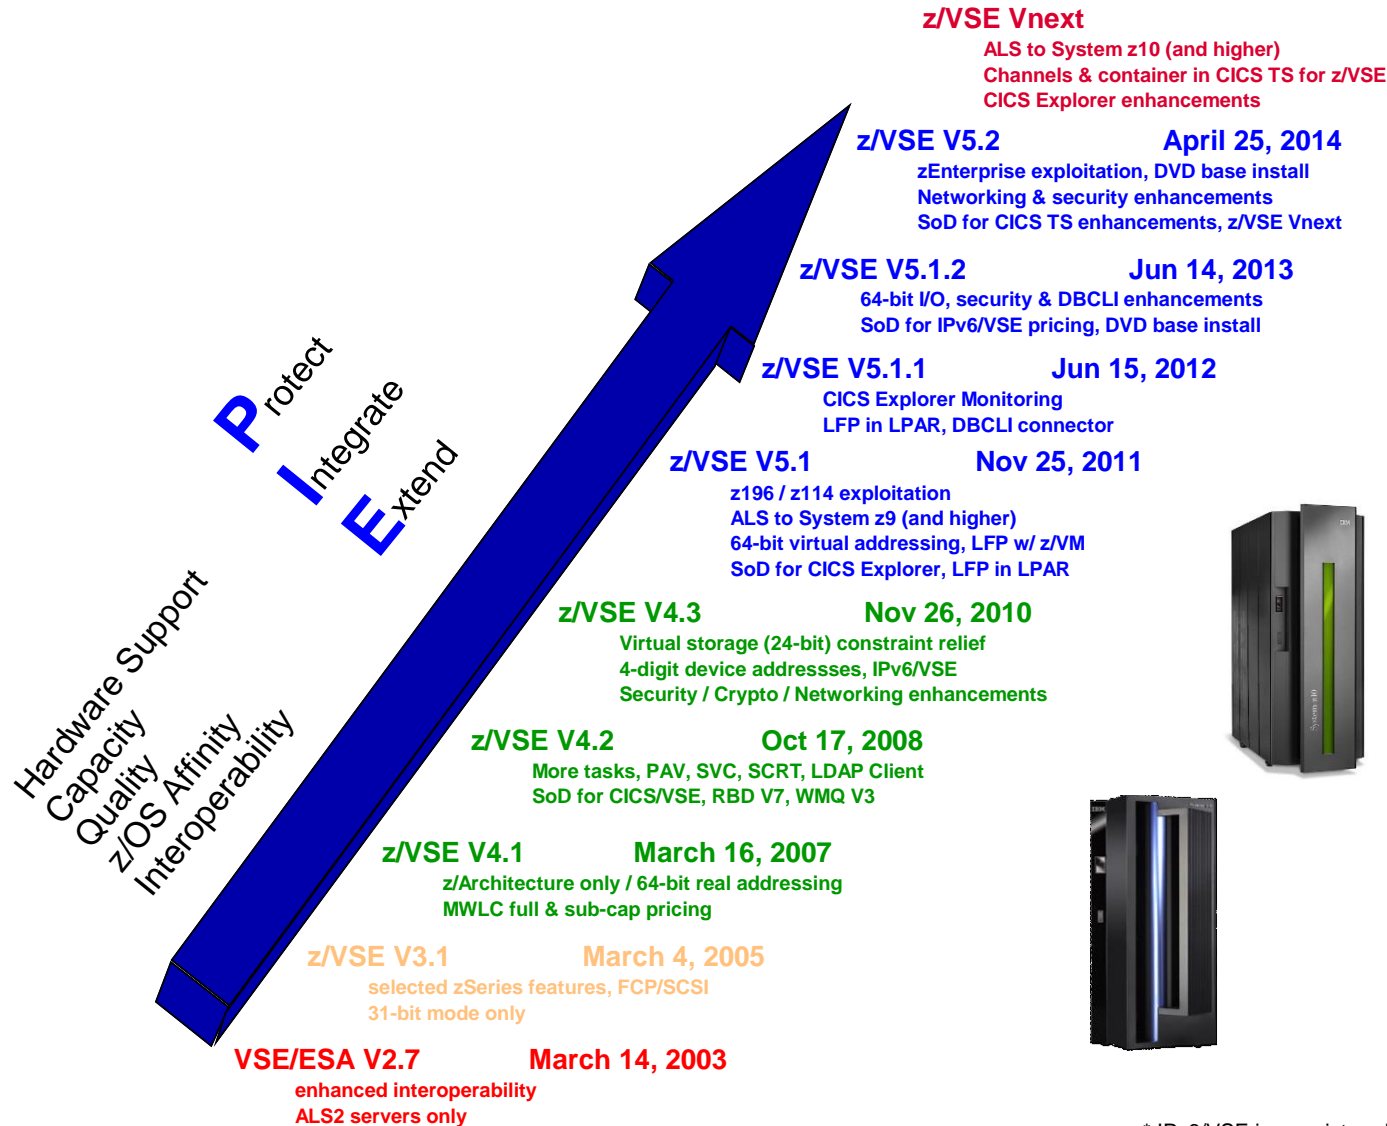 z/VSE Vnext
ALS to System z10 (and higher)
Channels & container in CICS TS for z/VSE
CICS Explorer enhancements
z/VSE V5.2 April 25, 2014
zEnterprise exploitation, DVD base install
Networking & security enhancements
SoD for CICS TS enhancements, z/VSE Vnext
z/VSE V5.1.2 Jun 14, 2013
64-bit I/O, security & DBCLI enhancements
SoD for IPv6/VSE pricing, DVD base install
z/VSE V5.1.1 Jun 15, 2012
CICS Explorer Monitoring
LFP in LPAR, DBCLI connector
z/VSE V5.1 Nov 25, 2011
z196 / z114 exploitation
ALS to System z9 (and higher)
64-bit virtual addressing, LFP w/ z/VM
SoD for CICS Explorer, LFP in LPAR
z/VSE V4.3 Nov 26, 2010
Virtual storage (24-bit) constraint relief
4-digit device addressses, IPv6/VSE
Security / Crypto / Networking enhancements
z/VSE V4.2 Oct 17, 2008
More tasks, PAV, SVC, SCRT, LDAP Client
SoD for CICS/VSE, RBD V7, WMQ V3
z/VSE V4.1 March 16, 2007
z/Architecture only / 64-bit real addressing
MWLC full & sub-cap pricing
z/VSE V3.1 March 4, 2005
selected zSeries features, FCP/SCSI
31-bit mode only
VSE/ESA V2.7 March 14, 2003
enhanced interoperability
ALS2 servers only
Protect
Integrate
Extend
Hardware Support
Capacity
Quality
z/OS Affinity
Interoperability
IBM
System z10